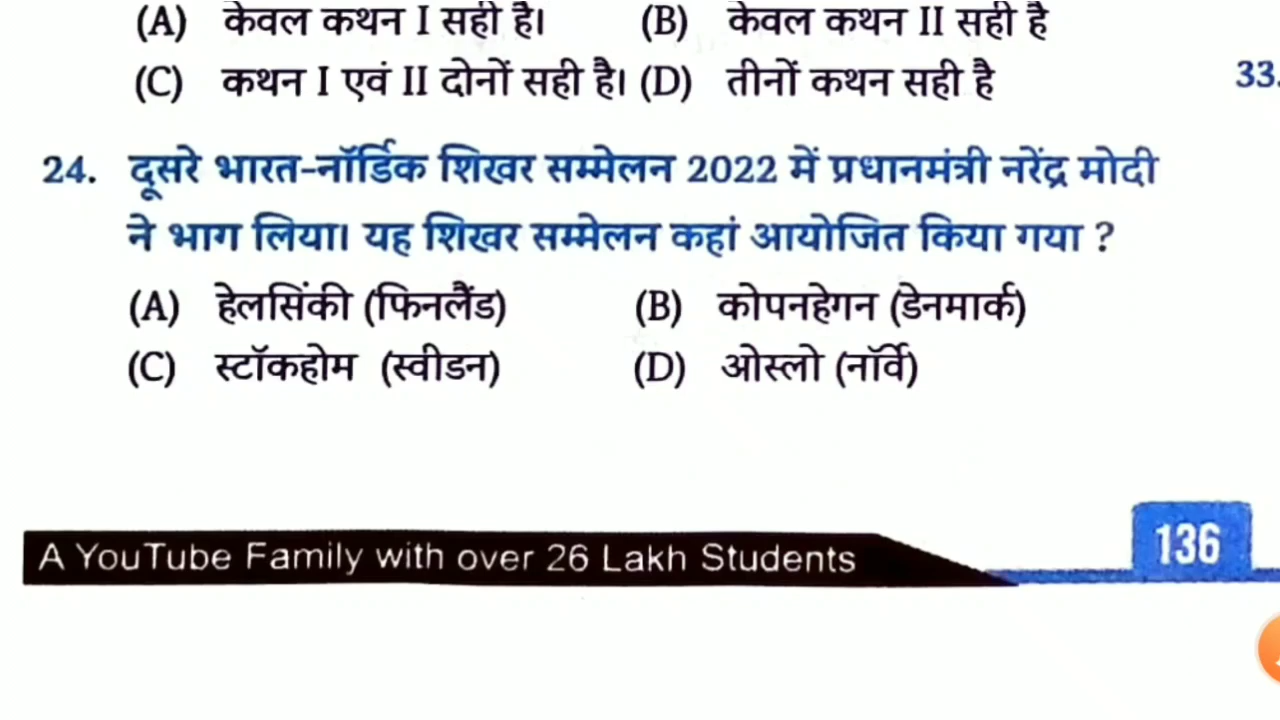 (A) केवल कथन I सही है। (B) केवल कथन II सही है
(C) कथन I एवं II दोनों सही है। (D) तीनों कथन सही है
33.
24. दूसरे भारत-नॉर्डिक शिखर सम्मेलन 2022 में प्रधानमंत्री नरेंद्र मोदी
ने भाग लिया। यह शिखर सम्मेलन कहां आयोजित किया गया ?
(A) हेलसिंकी (फिनलैंड) (B) कोपनहेगन (डेनमार्क)
(C) स्टॉकहोम (स्वीडन) (D) ओस्लो (नॉर्वे)
A YouTube Family with over 26 Lakh Students
136